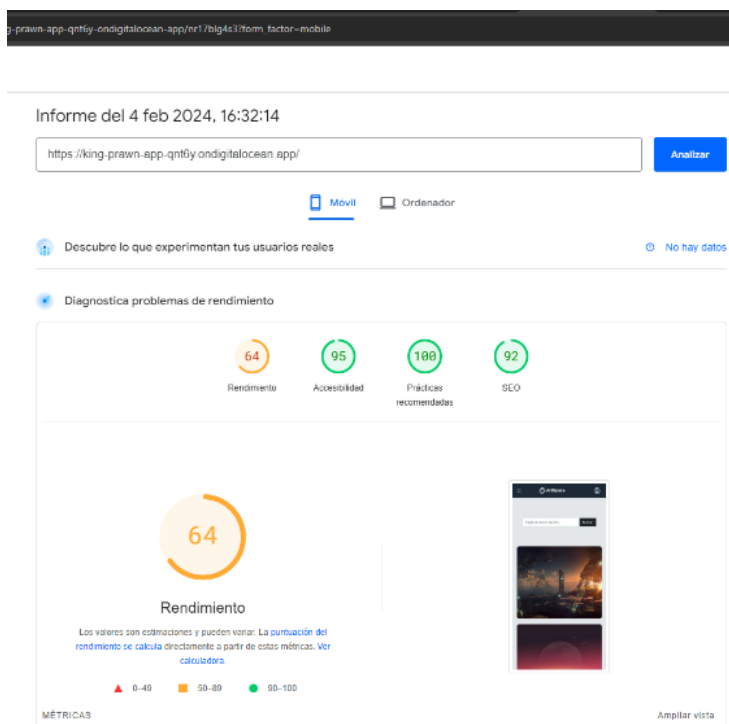 g-prawn-app-qnt6y-ondigitalocean-app/nr17blg4s3?form_factor=mobile
Informe del 4 feb 2024, 16:32:14
https://king-prawn-app-qnt6y.ondigitalocean.app/
Analizar
Móvil
Ordenador
Descubre lo que experimentan tus usuarios reales
No hay datos
Diagnostica problemas de rendimiento
64
95
100
92
Rendimiento
Accesibilidad
Prácticas
recomendadas
SEO
64
Rendimiento
Los valores son estimaciones y pueden variar. La puntuación del
rendimiento se calcula directamente a partir de estas métricas. Ver
calculadora.
0–49
50–89
90–100
MÉTRICAS
Ampliar vista